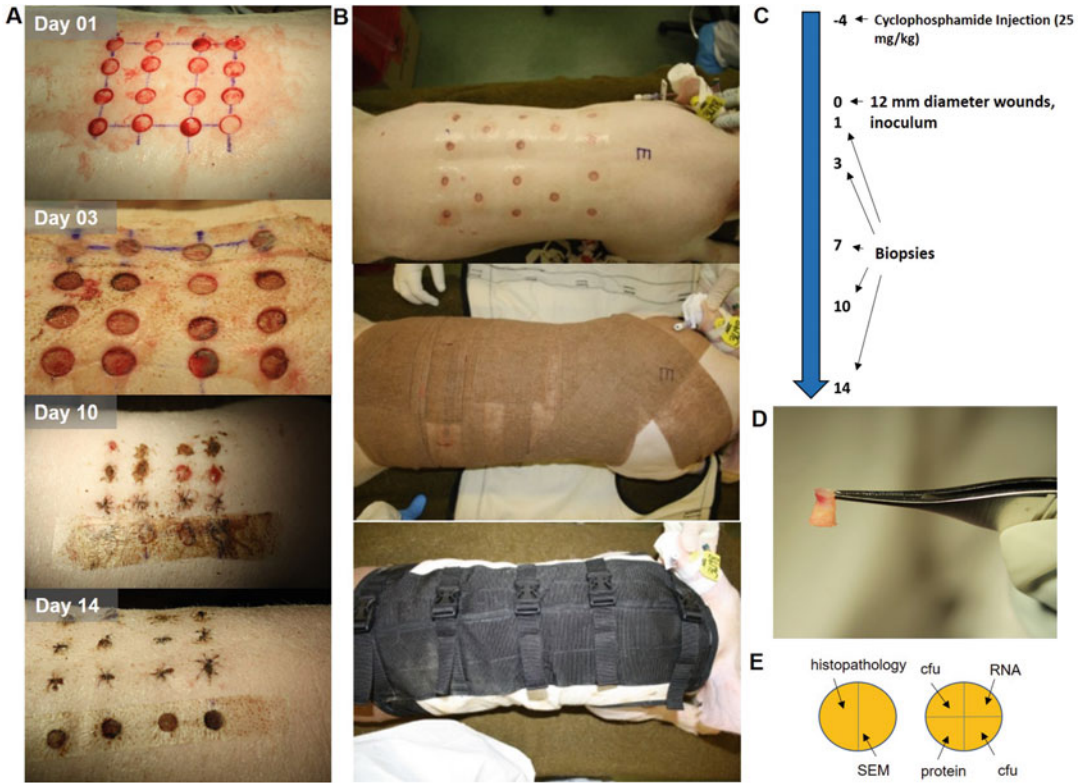 A
Day 01
Day 03
Day 10
Day 14
B
E
E
C
-4 Cyclophosphamide Injection (25
mg/kg)
0 12 mm diameter wounds,
1 inoculum
3
7 Biopsies
10
14
D
E
histopathology
SEM
cfu RNA
protein cfu